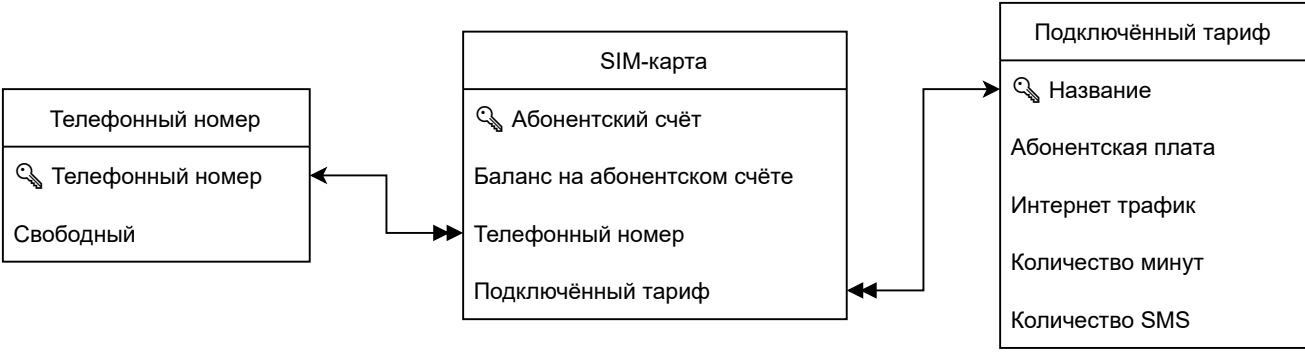 Телефонный номер
Телефонный номер
Свободный
SIM-карта
Абонентский счёт
Баланс на абонентском счёте
Телефонный номер
Подключённый тариф
Подключённый тариф
Название
Абонентская плата
Интернет трафик
Количество минут
Количество SMS